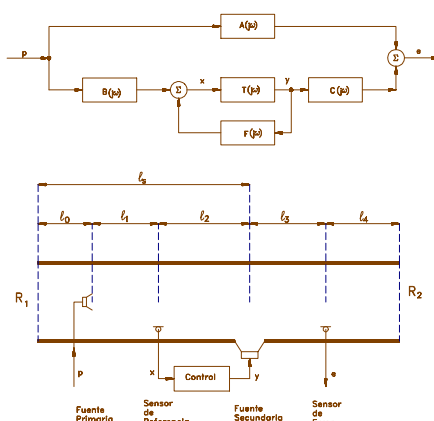 A(jω)
p
e
Σ
x
y
B(jω)
Σ
T(jω)
C(jω)
F(jω)
ℓs
ℓ0
ℓ1
ℓ2
ℓ3
ℓ4
R1
R2
p
x
Control
y
e
Fuente
Primaria
Sensor
de
Referencia
Fuente
Secundaria
Sensor
de